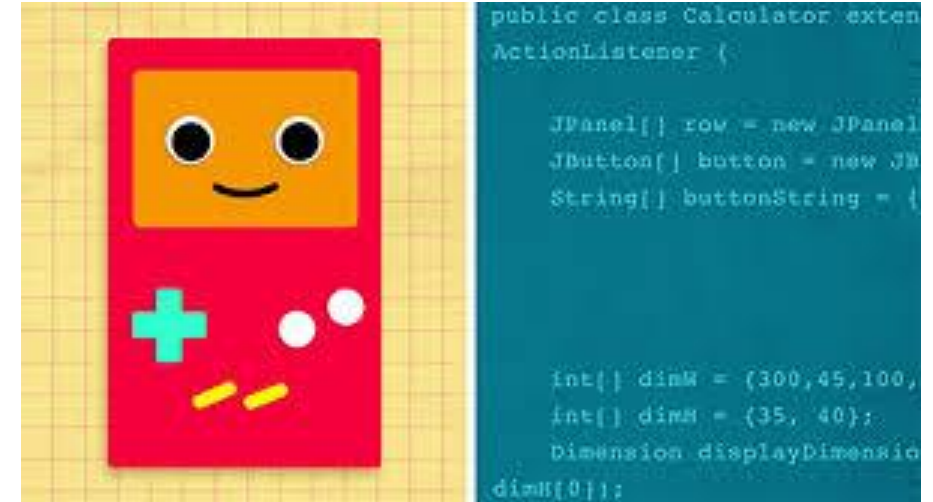 public class Calculator exten
ActionListener {
JPanel[] row = new JPanel
JButton[] button = new JB
String[] buttonString = {
int[] dimW = {300,45,100,
int[] dimH = {35, 40};
Dimension displayDimensio
dimH[0]);